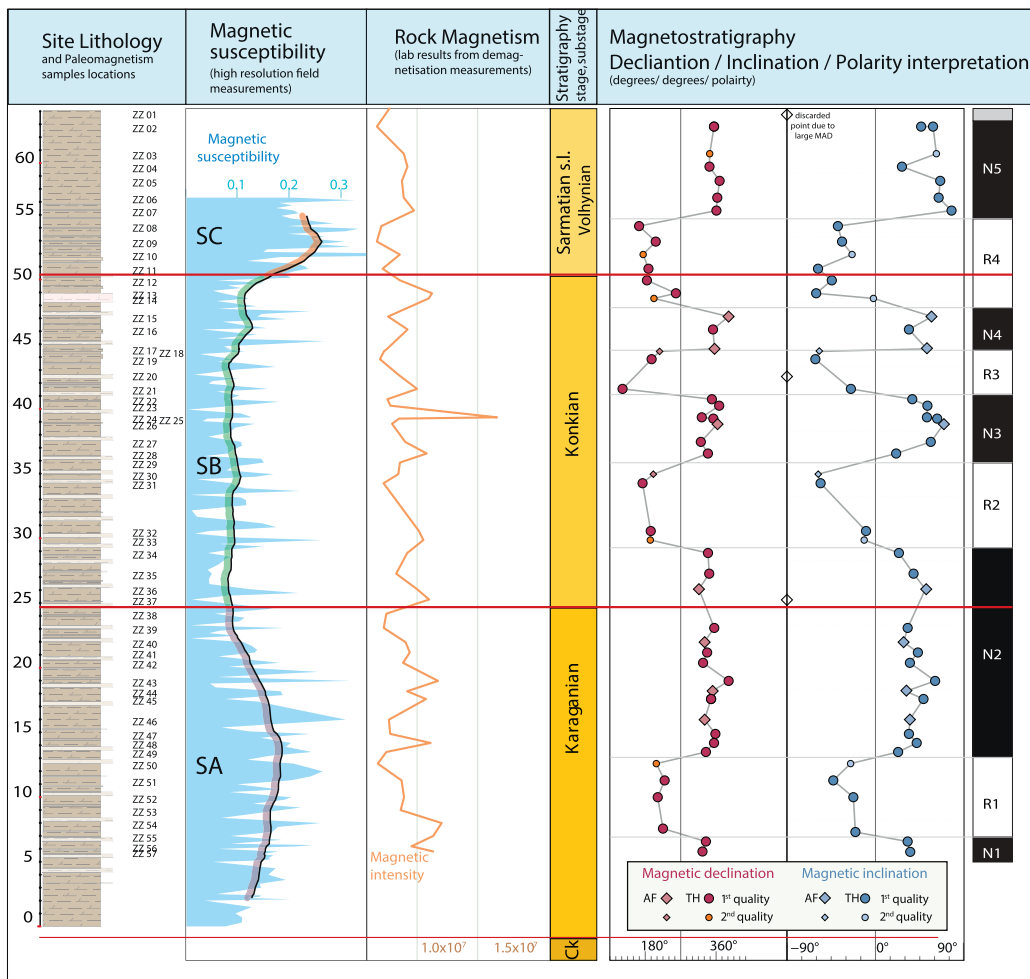 Site Lithology
and Paleomagnetism
samples locations
Magnetic
susceptibility
(high resolution field
measurements)
Rock Magnetism
(lab results from demag-
netisation measurements)
Stratigraphy
stage,substage
Magnetostratigraphy
Decliantion / Inclination / Polarity interpretation
(degrees/ degrees/ polairty)
60
55
50
45
40
35
30
25
20
15
10
5
0
ZZ 01
ZZ 02
ZZ 03
ZZ 04
ZZ 05
ZZ 06
ZZ 07
ZZ 08
ZZ 09
ZZ 10
ZZ 11
ZZ 12
ZZ 13
ZZ 15
ZZ 16
ZZ 17 ZZ 18
ZZ 19
ZZ 20
ZZ 21
ZZ 22
ZZ 23
ZZ 24 ZZ 25
ZZ 26
ZZ 27
ZZ 28
ZZ 29
ZZ 30
ZZ 31
ZZ 32
ZZ 33
ZZ 34
ZZ 35
ZZ 36
ZZ 37
ZZ 38
ZZ 39
ZZ 40
ZZ 41
ZZ 42
ZZ 43
ZZ 44
ZZ 45
ZZ 46
ZZ 47
ZZ 48
ZZ 49
ZZ 50
ZZ 51
ZZ 52
ZZ 53
ZZ 54
ZZ 55
ZZ 56
ZZ 57
Magnetic
susceptibility
0,1 0,2 0,3
SC
SB
SA
Magnetic
intensity
1.0x10⁷ 1.5x10⁷
Sarmatian s.l.
Volhynian
Konkian
Karaganian
Ck
discarded
point due to
large MAD
N5
R4
N4
R3
N3
R2
N2
R1
N1
Magnetic declination
AF TH 1st quality
2nd quality
Magnetic inclination
AF TH 1st quality
2nd quality
180° 360° −90° 0° 90°